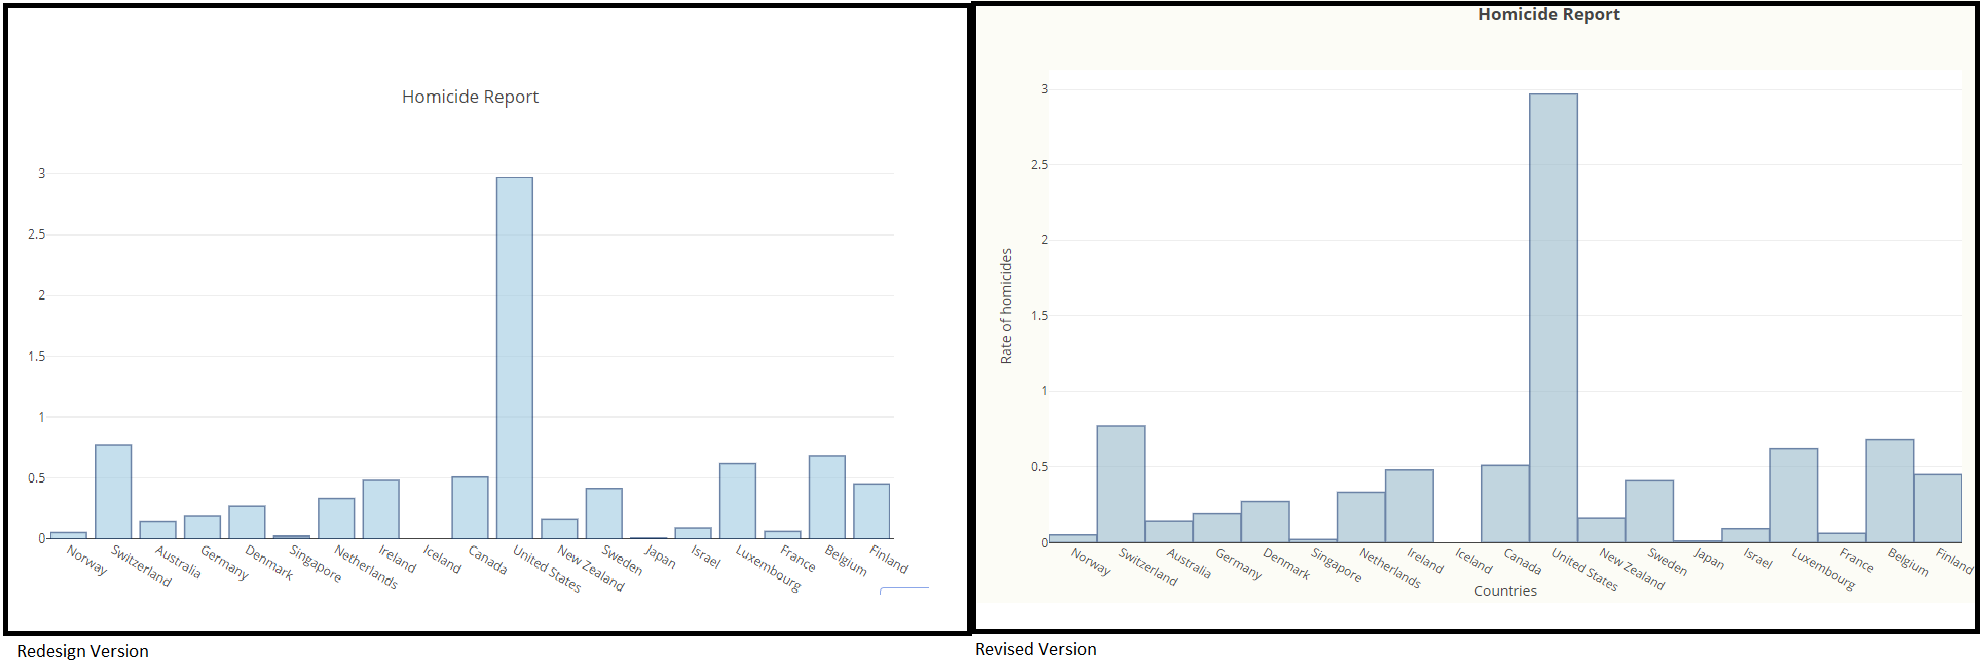 Homicide Report
3
2.5
2
1.5
1
0.5
0
Norway
Switzerland
Australia
Germany
Denmark
Singapore
Netherlands
Ireland
Iceland
Canada
United States
New Zealand
Sweden
Japan
Israel
Luxembourg
France
Belgium
Finland
Redesign Version
Homicide Report
Rate of homicides
3
2.5
2
1.5
1
0.5
0
Norway
Switzerland
Australia
Germany
Denmark
Singapore
Netherlands
Ireland
Iceland
Canada
United States
New Zealand
Sweden
Japan
Israel
Luxembourg
France
Belgium
Finland
Countries
Revised Version